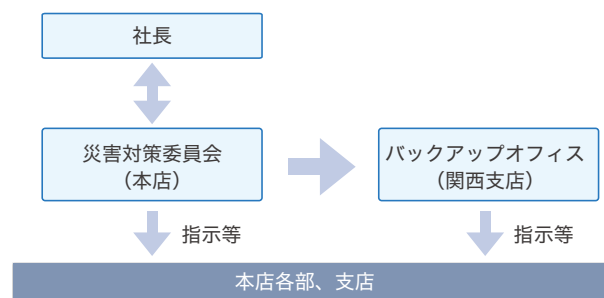 社長
災害対策委員会
（本店）
バックアップオフィス
（関西支店）
指示等
指示等
本店各部、支店